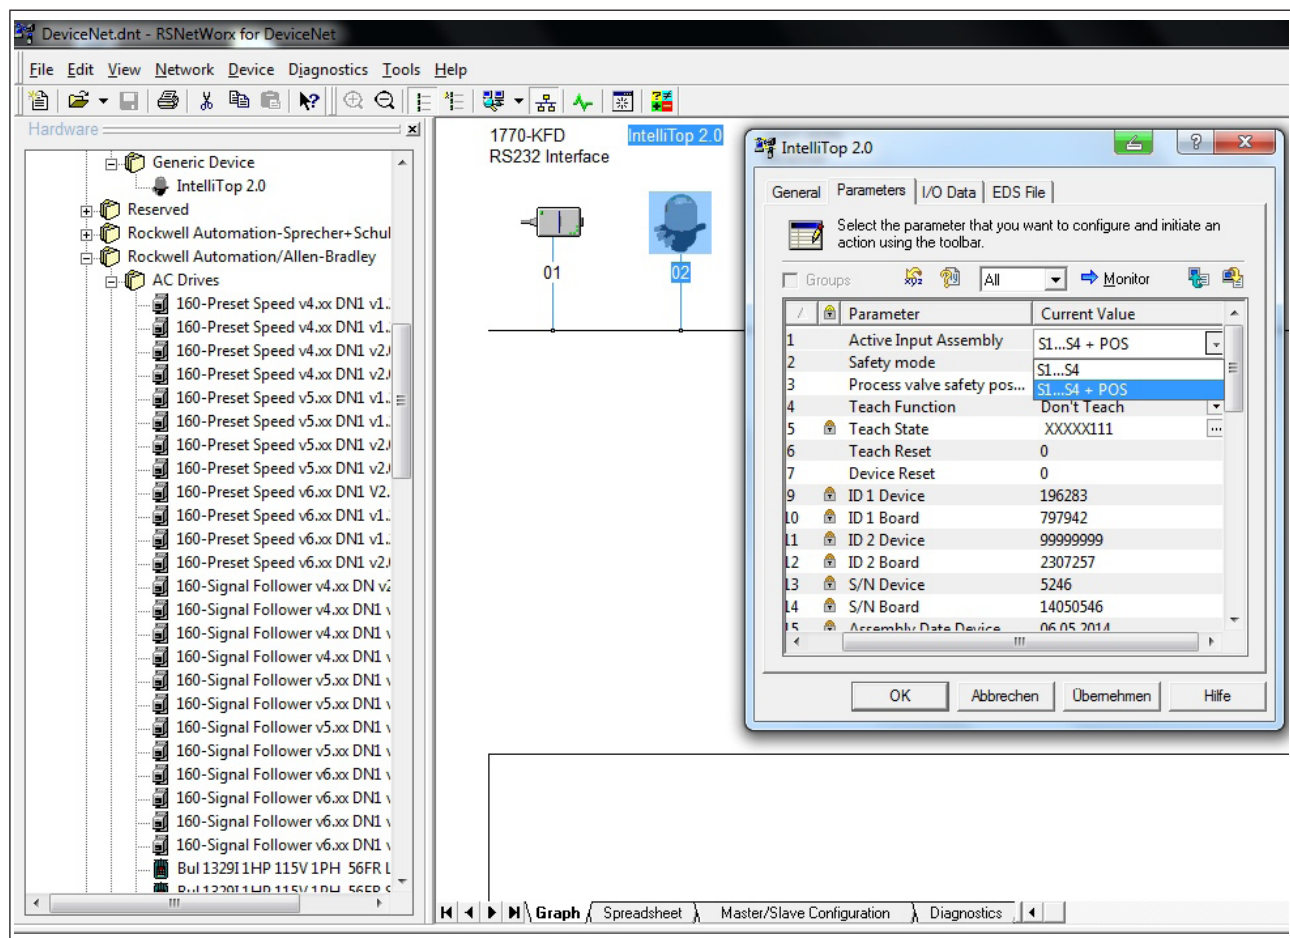 DeviceNet.dnt - RSNetWorx for DeviceNet
File Edit View Network Device Diagnostics Tools Help
Hardware
Generic Device
IntelliTop 2.0
Reserved
Rockwell Automation-Sprecher+Schul
Rockwell Automation/Allen-Bradley
AC Drives
160-Preset Speed v4.xx DN1 v1.
160-Preset Speed v4.xx DN1 v1.
160-Preset Speed v4.xx DN1 v2.
160-Preset Speed v4.xx DN1 v2.
160-Preset Speed v5.xx DN1 v1.
160-Preset Speed v5.xx DN1 v1.
160-Preset Speed v5.xx DN1 v2.
160-Preset Speed v5.xx DN1 v2.
160-Preset Speed v6.xx DN1 V2.
160-Preset Speed v6.xx DN1 v1.
160-Preset Speed v6.xx DN1 v1.
160-Preset Speed v6.xx DN1 v2.
160-Signal Follower v4.xx DN v2
160-Signal Follower v4.xx DN1 v
160-Signal Follower v4.xx DN1 v
160-Signal Follower v4.xx DN1 v
160-Signal Follower v5.xx DN1 v
160-Signal Follower v5.xx DN1 v
160-Signal Follower v5.xx DN1 v
160-Signal Follower v5.xx DN1 v
160-Signal Follower v6.xx DN1 v
160-Signal Follower v6.xx DN1 v
160-Signal Follower v6.xx DN1 v
160-Signal Follower v6.xx DN1 v
Bul 1329I 1HP 115V 1PH 56FR L
Bul 1329I 1HP 115V 1PH 56FR
1770-KFD
RS232 Interface
IntelliTop 2.0
01
02
IntelliTop 2.0
General Parameters I/O Data EDS File
Select the parameter that you want to configure and initiate an
action using the toolbar.
Groups All Monitor
Parameter Current Value
1 Active Input Assembly S1...S4 + POS
2 Safety mode S1...S4
3 Process valve safety pos... S1...S4 + POS
4 Teach Function Don't Teach
5 Teach State XXXXX111
6 Teach Reset 0
7 Device Reset 0
9 ID 1 Device 196283
10 ID 1 Board 797942
11 ID 2 Device 99999999
12 ID 2 Board 2307257
13 S/N Device 5246
14 S/N Board 14050546
15 Assembly Date Device 06.05.2014
OK Abbrechen Übernehmen Hilfe
Graph Spreadsheet Master/Slave Configuration Diagnostics